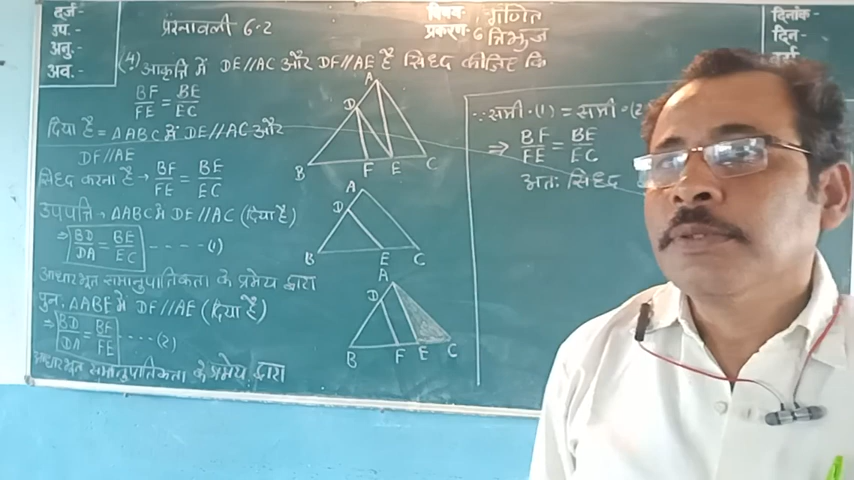 दर्ज-
उप.-
अनु.-
अव.-
प्रश्नावली 6.2
विषय- गणित
प्रकरण-6 त्रिभुज
दिनांक-
दिन-
(4) आकृति में DE//AC और DF//AE है सिध्द कीजिए कि
BF/FE = BE/EC
दिया है = ΔABC में DE//AC और
DF//AE
सिध्द करना है → BF/FE = BE/EC
उपपत्ति → ΔABC में DE//AC (दिया है)
⇒ BD/DA = BE/EC - - - - -(1)
आधारभूत समानुपातिकता के प्रमेय द्वारा
पुन: ΔABE में DF//AE (दिया है)
⇒ BD/DA = BF/FE - - - -(2)
आधारभूत समानुपातिकता के प्रमेय द्वारा
A
D
B F E C
A
D
B E C
A
D
B F E C
∵ समी.(1) = समी.(2
⇒ BF/FE = BE/EC
अतः सिध्द